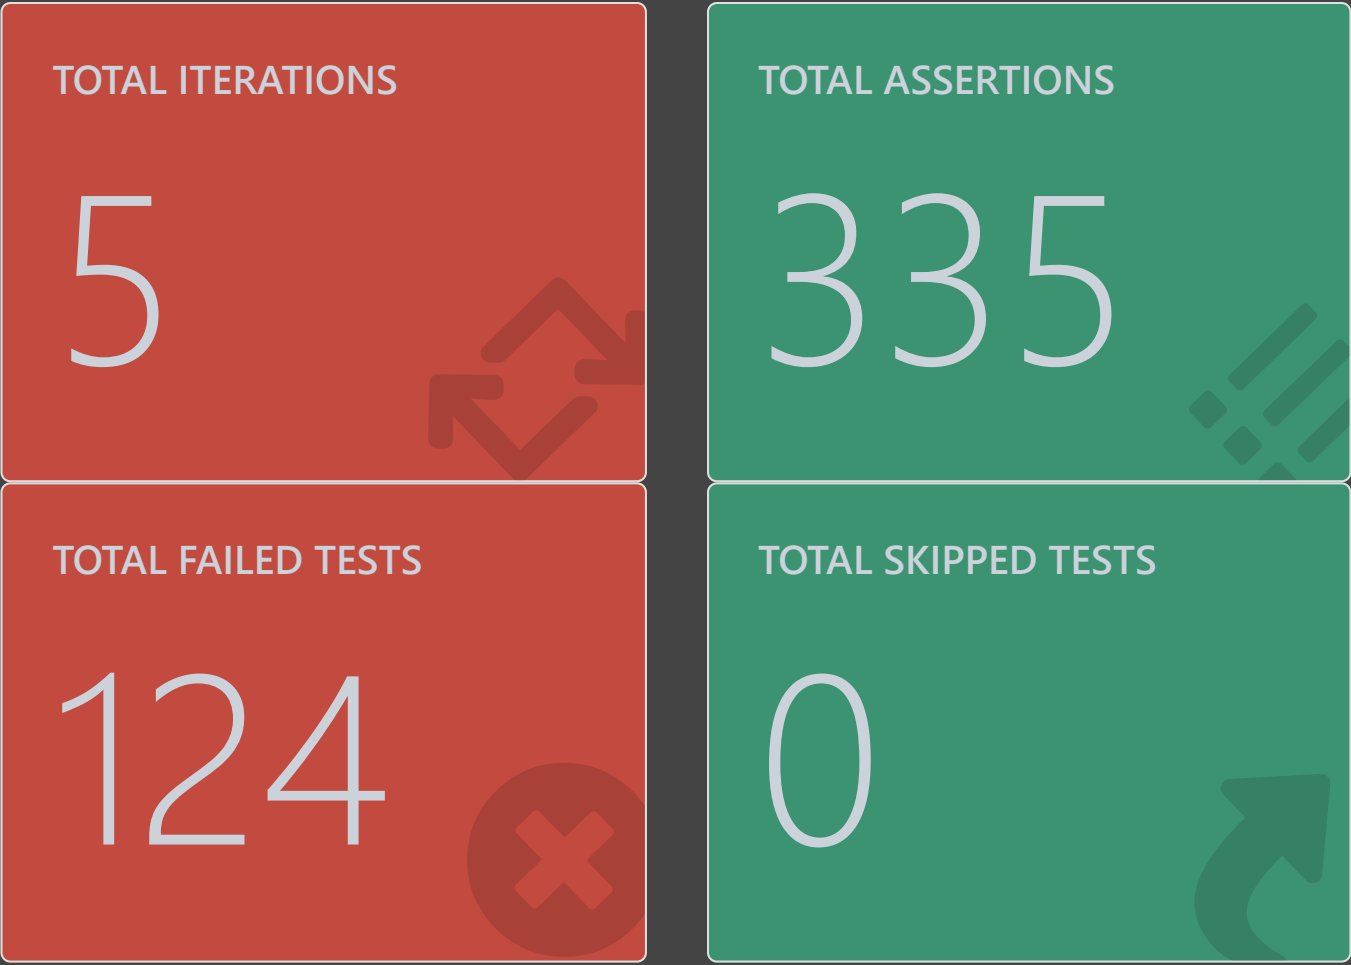 TOTAL ITERATIONS
5
TOTAL ASSERTIONS
335
TOTAL FAILED TESTS
124
TOTAL SKIPPED TESTS
0